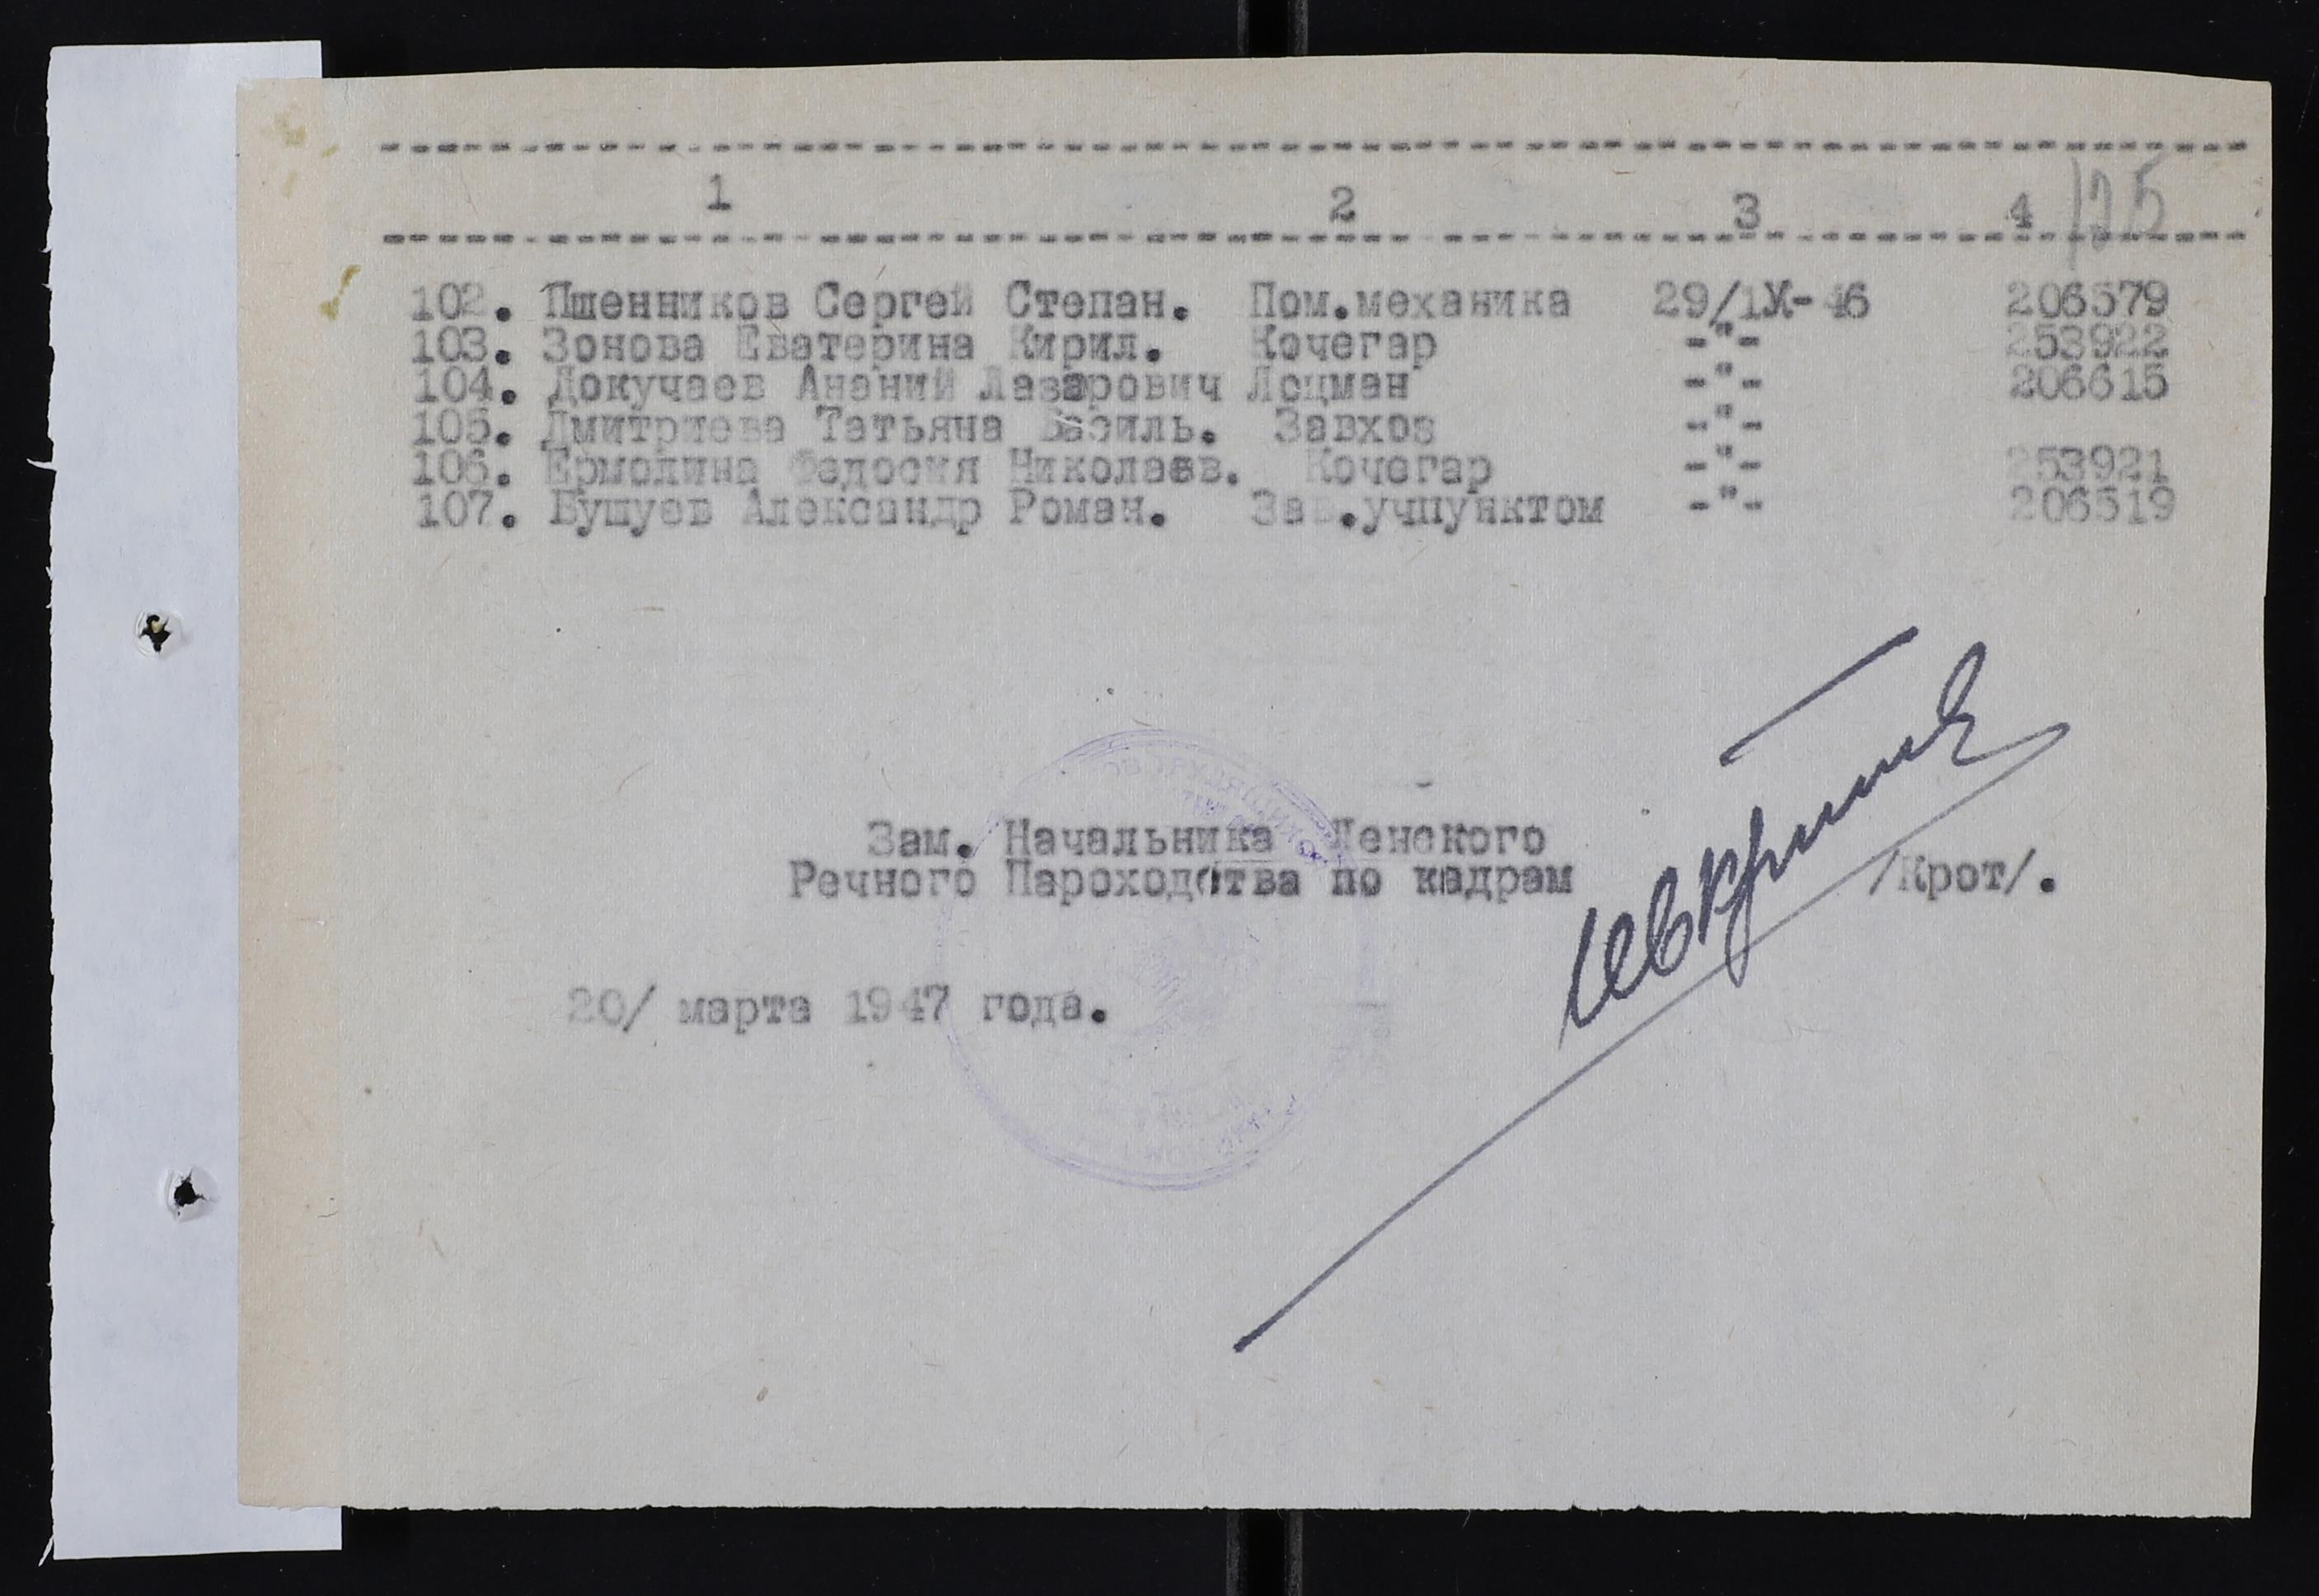 1 2 3 4 125
102. Пшенников Сергей Степан. Пом.механика 29/1Х-46 206579
103. Зонова Екатерина Кирил. Кочегар -"- 253922
104. Докучаев Ананий Лазарович Лоцман -"- 206615
105. Дмитриева Татьяна Василь. Завхоз -"-
106. Ермолина Федосия Николаев. Кочегар -"- 253921
107. Бушуев Александр Роман. Зав.учпунктом -"- 206519
Зам. Начальника Ленского
Речного Пароходства по кадрам /Крот/.
20/ марта 1947 года.